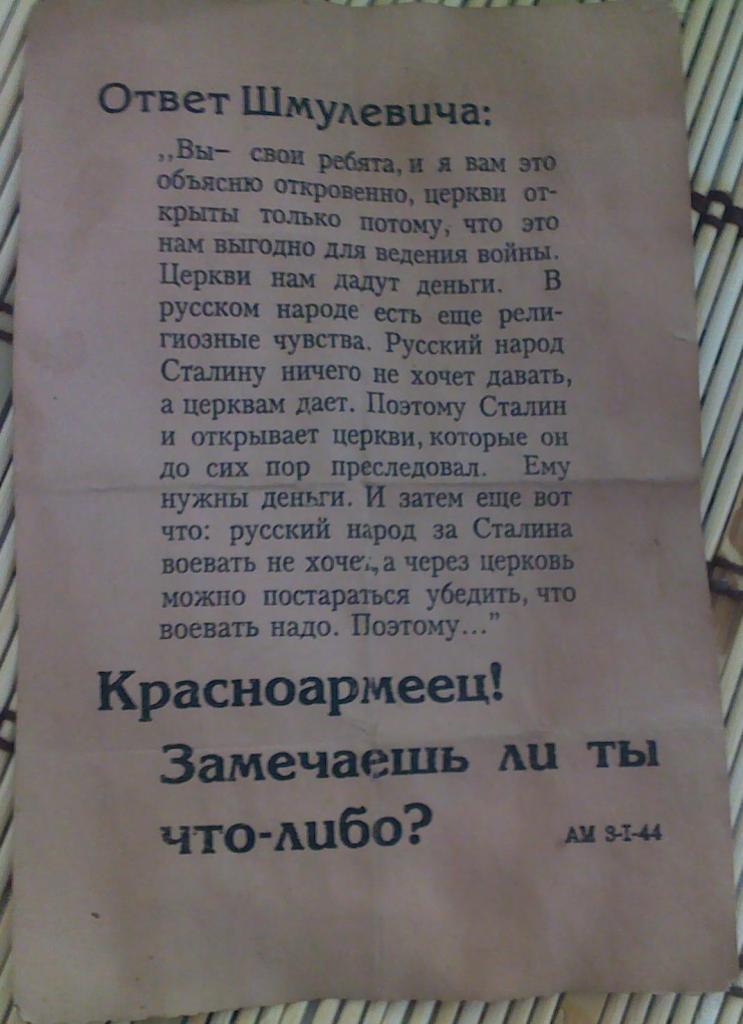 Ответ Шмулевича:
„Вы— свои ребята, и я вам это
объясню откровенно, церкви от-
крыты только потому, что это
нам выгодно для ведения войны.
Церкви нам дадут деньги. В
русском народе есть еще рели-
гиозные чувства. Русский народ
Сталину ничего не хочет давать,
а церквам дает. Поэтому Сталин
и открывает церкви, которые он
до сих пор преследовал. Ему
нужны деньги. И затем еще вот
что: русский народ за Сталина
воевать не хочет, а через церковь
можно постараться убедить, что
воевать надо. Поэтому...”
Красноармеец!
Замечаешь ли ты
что-либо?
АМ 3-I-44